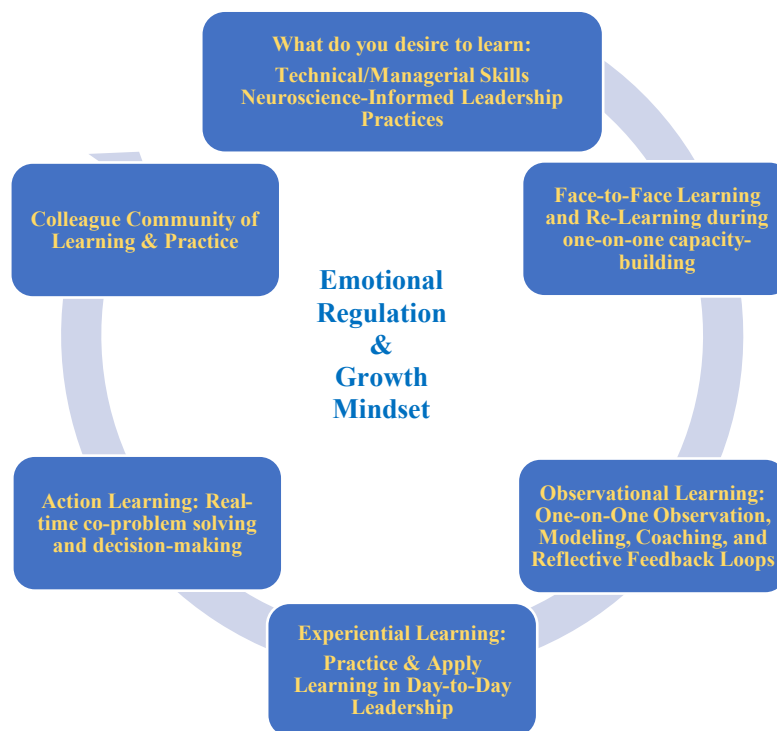 What do you desire to learn:
Technical/Managerial Skills
Neuroscience-Informed Leadership
Practices
Face-to-Face Learning
and Re-Learning during
one-on-one capacity-
building
Observational Learning:
One-on-One Observation,
Modeling, Coaching, and
Reflective Feedback Loops
Experiential Learning:
Practice & Apply
Learning in Day-to-Day
Leadership
Action Learning: Real-
time co-problem solving
and decision-making
Colleague Community of
Learning & Practice
Emotional
Regulation
&
Growth
Mindset